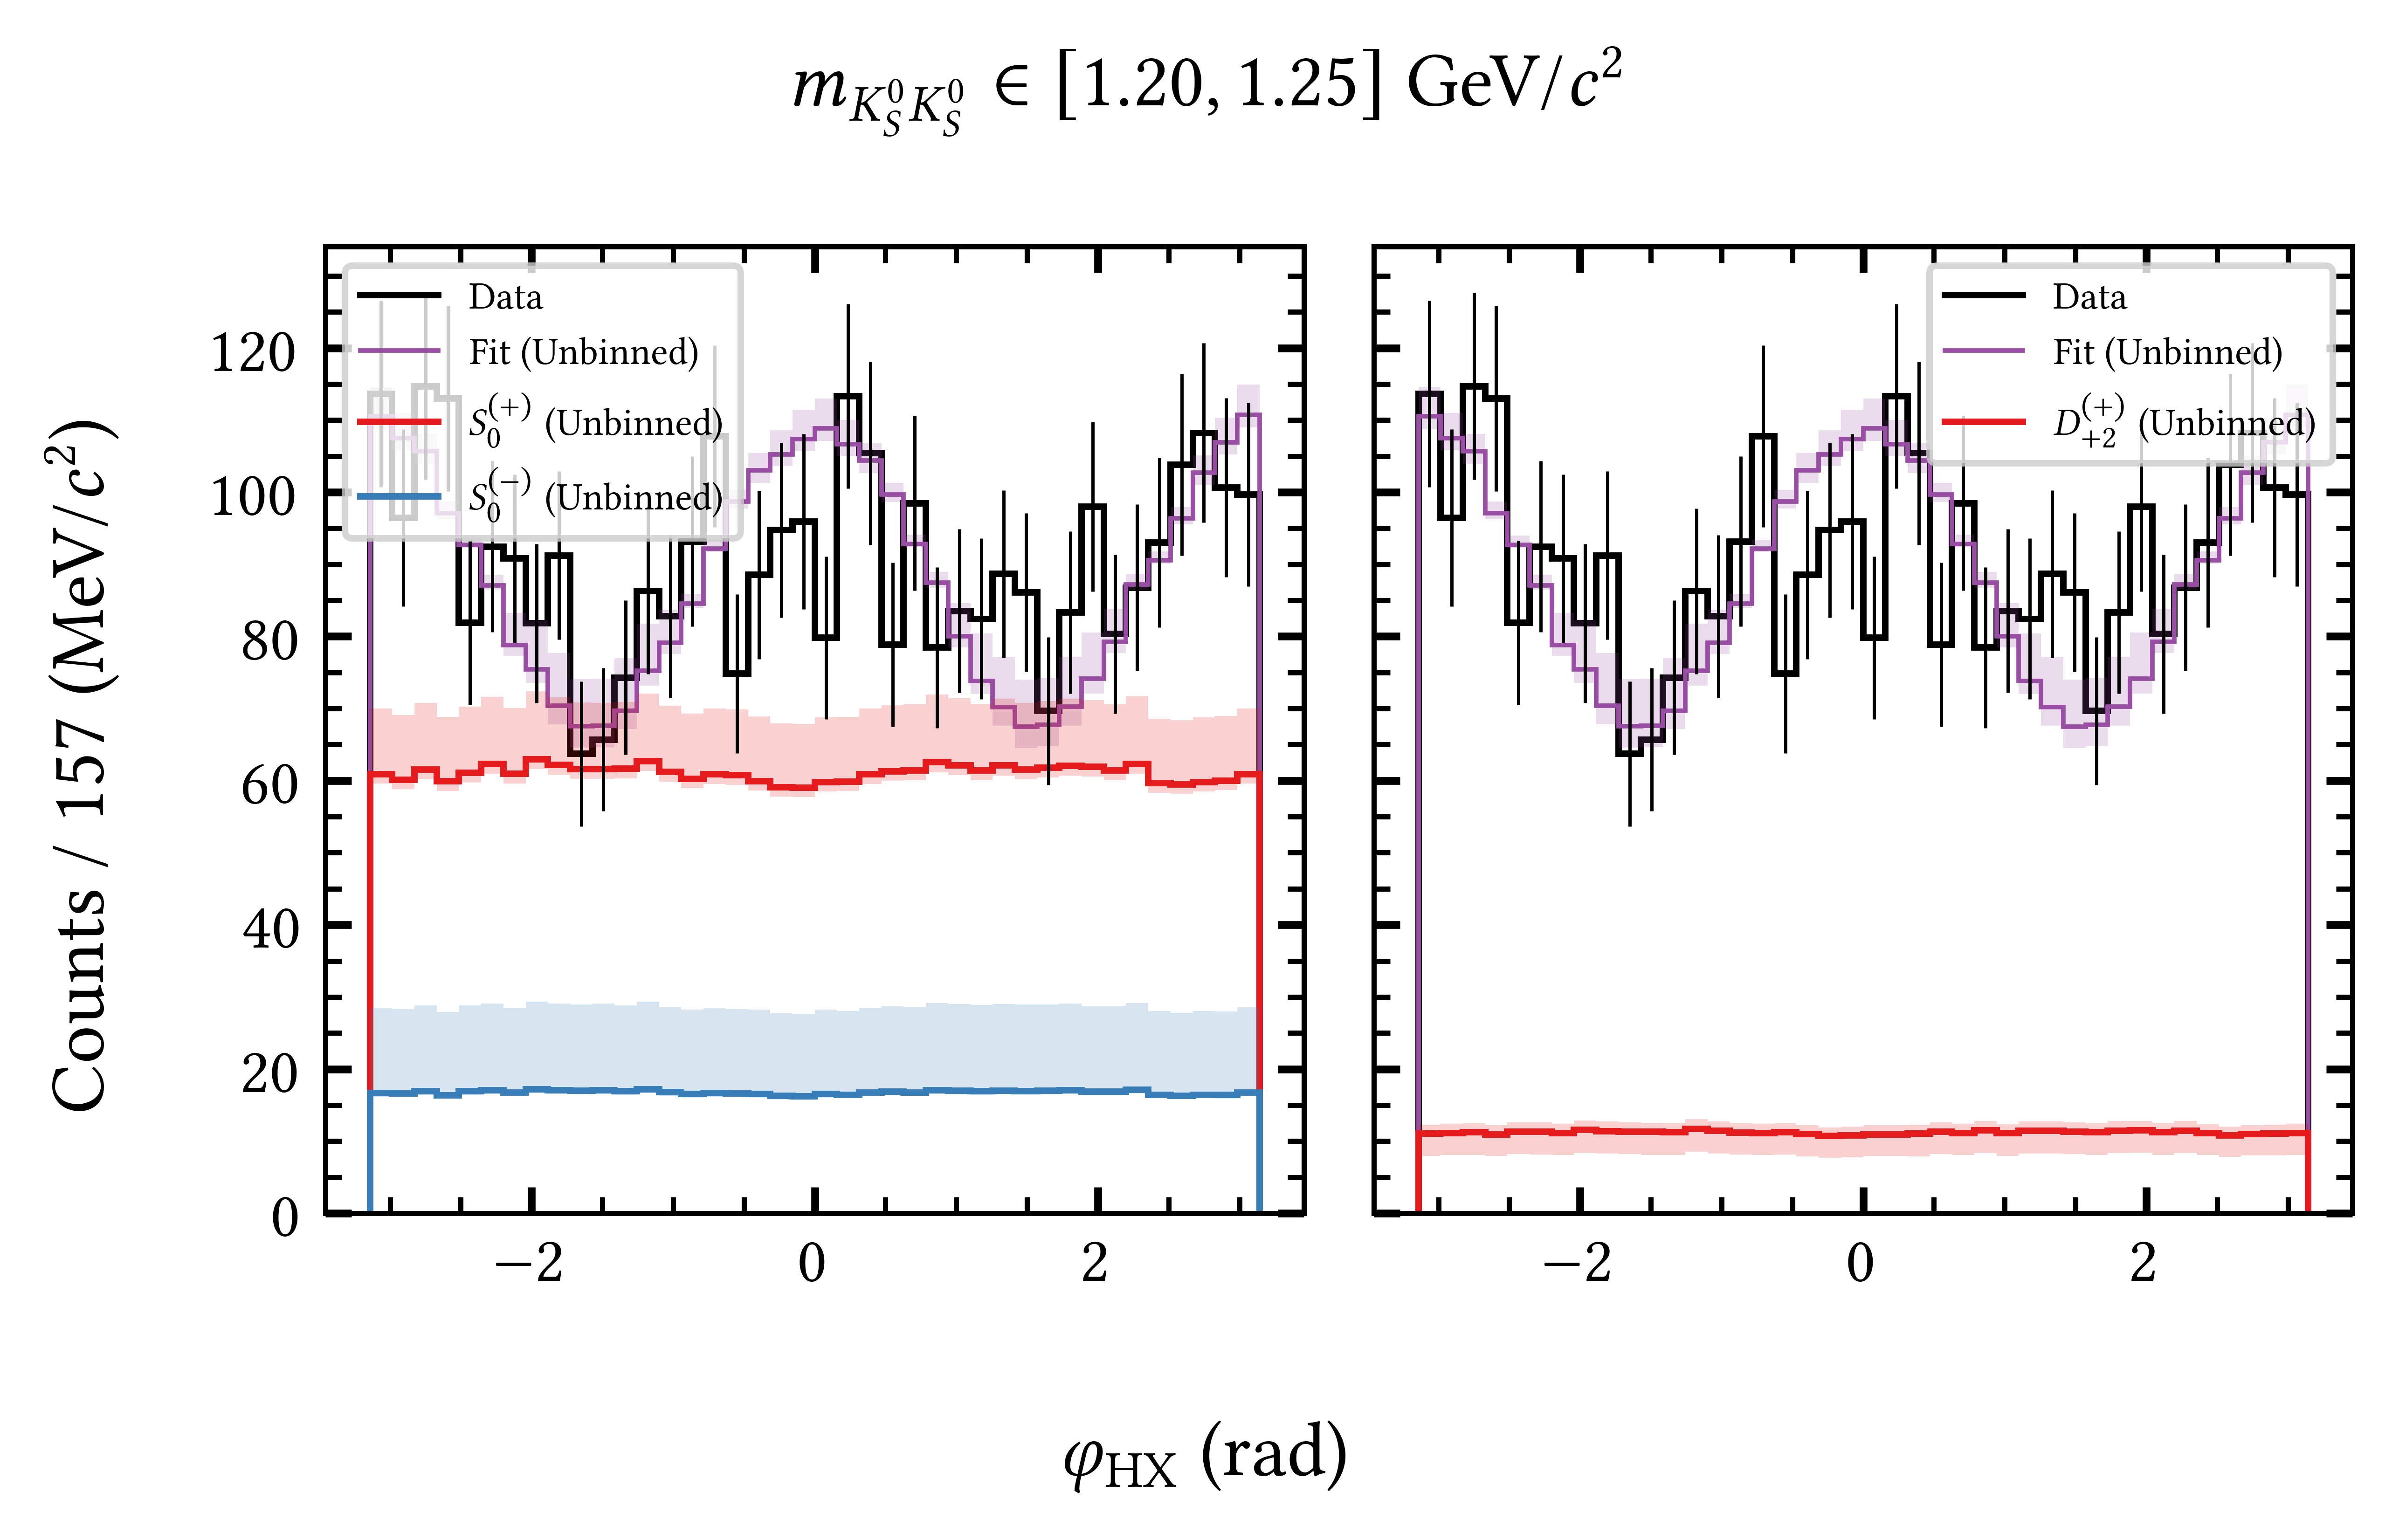 m_{K_S^0 K_S^0} ∈ [1.20, 1.25] GeV/c²
Counts / 157 (MeV/c²)
120
100
80
60
40
20
0
Data
Fit (Unbinned)
S_0^{(+)} (Unbinned)
S_0^{(−)} (Unbinned)
Data
Fit (Unbinned)
D_{+2}^{(+)} (Unbinned)
−2 0 2
−2 0 2
φ_{HX} (rad)